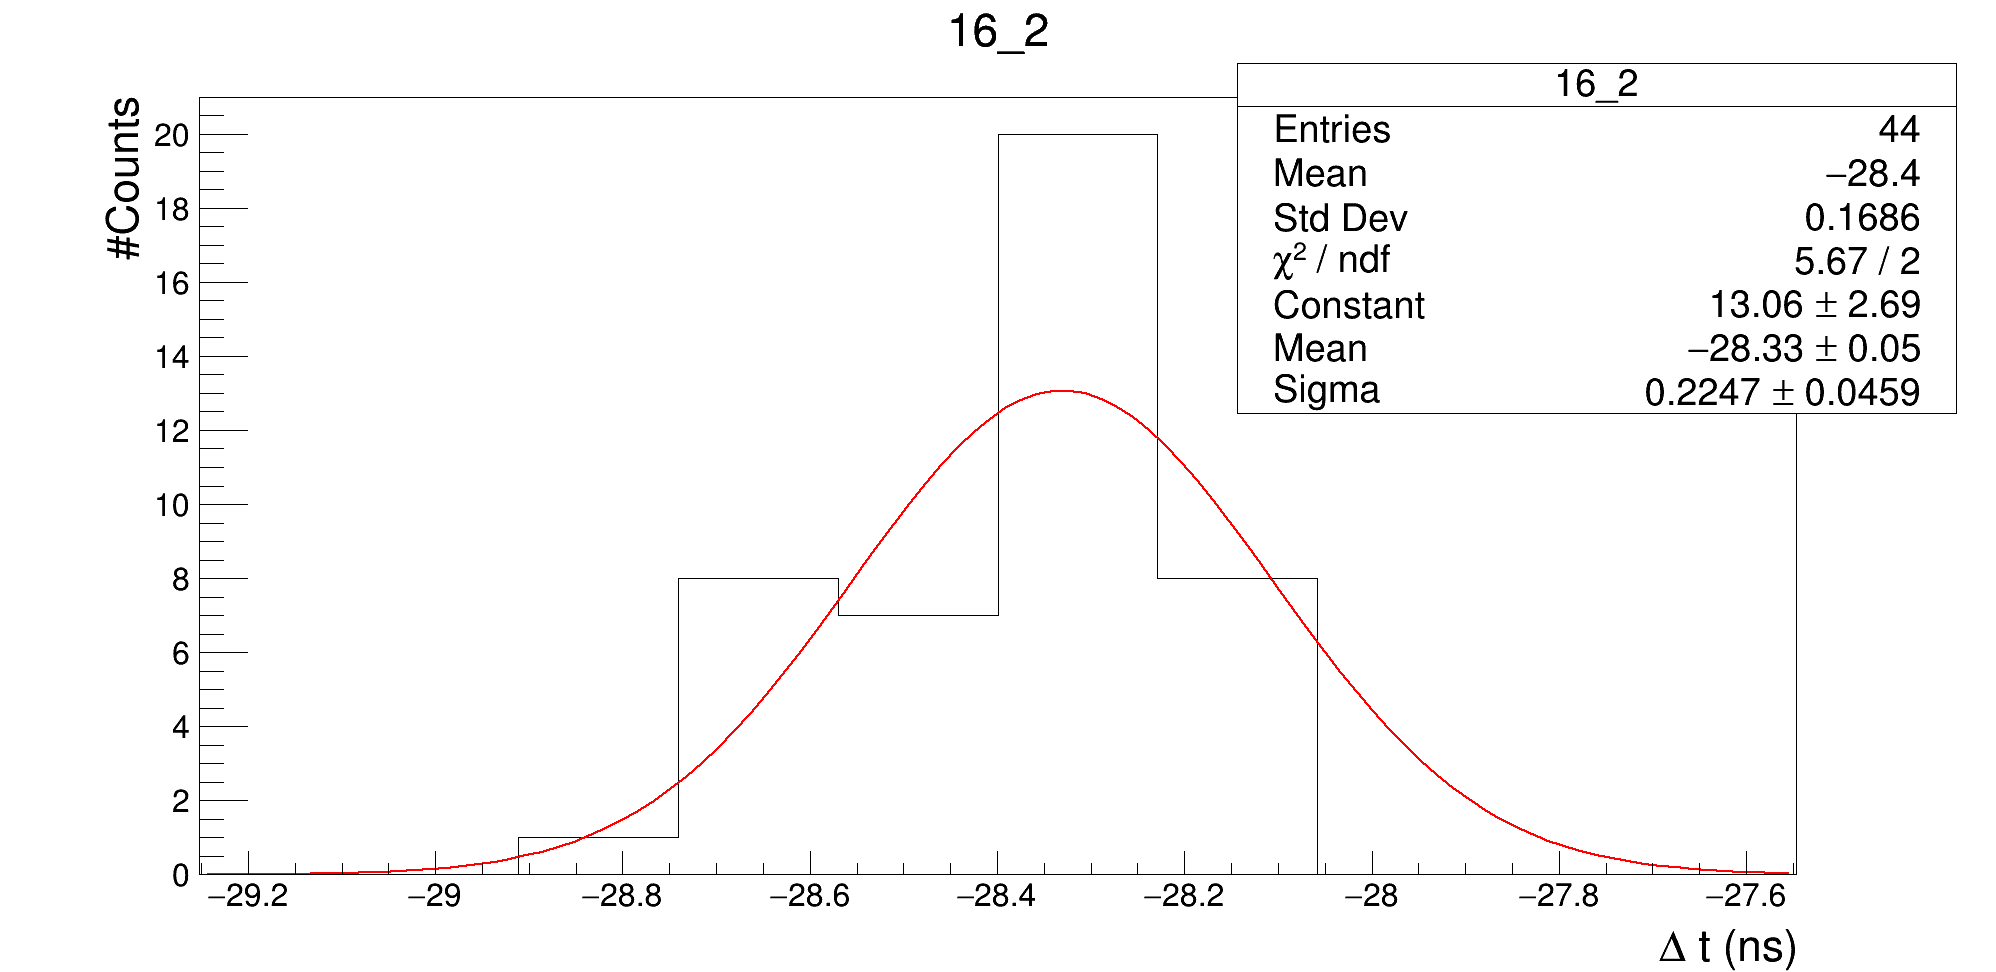 16_2
16_2
Entries 44
Mean −28.4
Std Dev 0.1686
χ² / ndf 5.67 / 2
Constant 13.06 ± 2.69
Mean −28.33 ± 0.05
Sigma 0.2247 ± 0.0459
#Counts
20
18
16
14
12
10
8
6
4
2
0
−29.2 −29 −28.8 −28.6 −28.4 −28.2 −28 −27.8 −27.6
Δ t (ns)